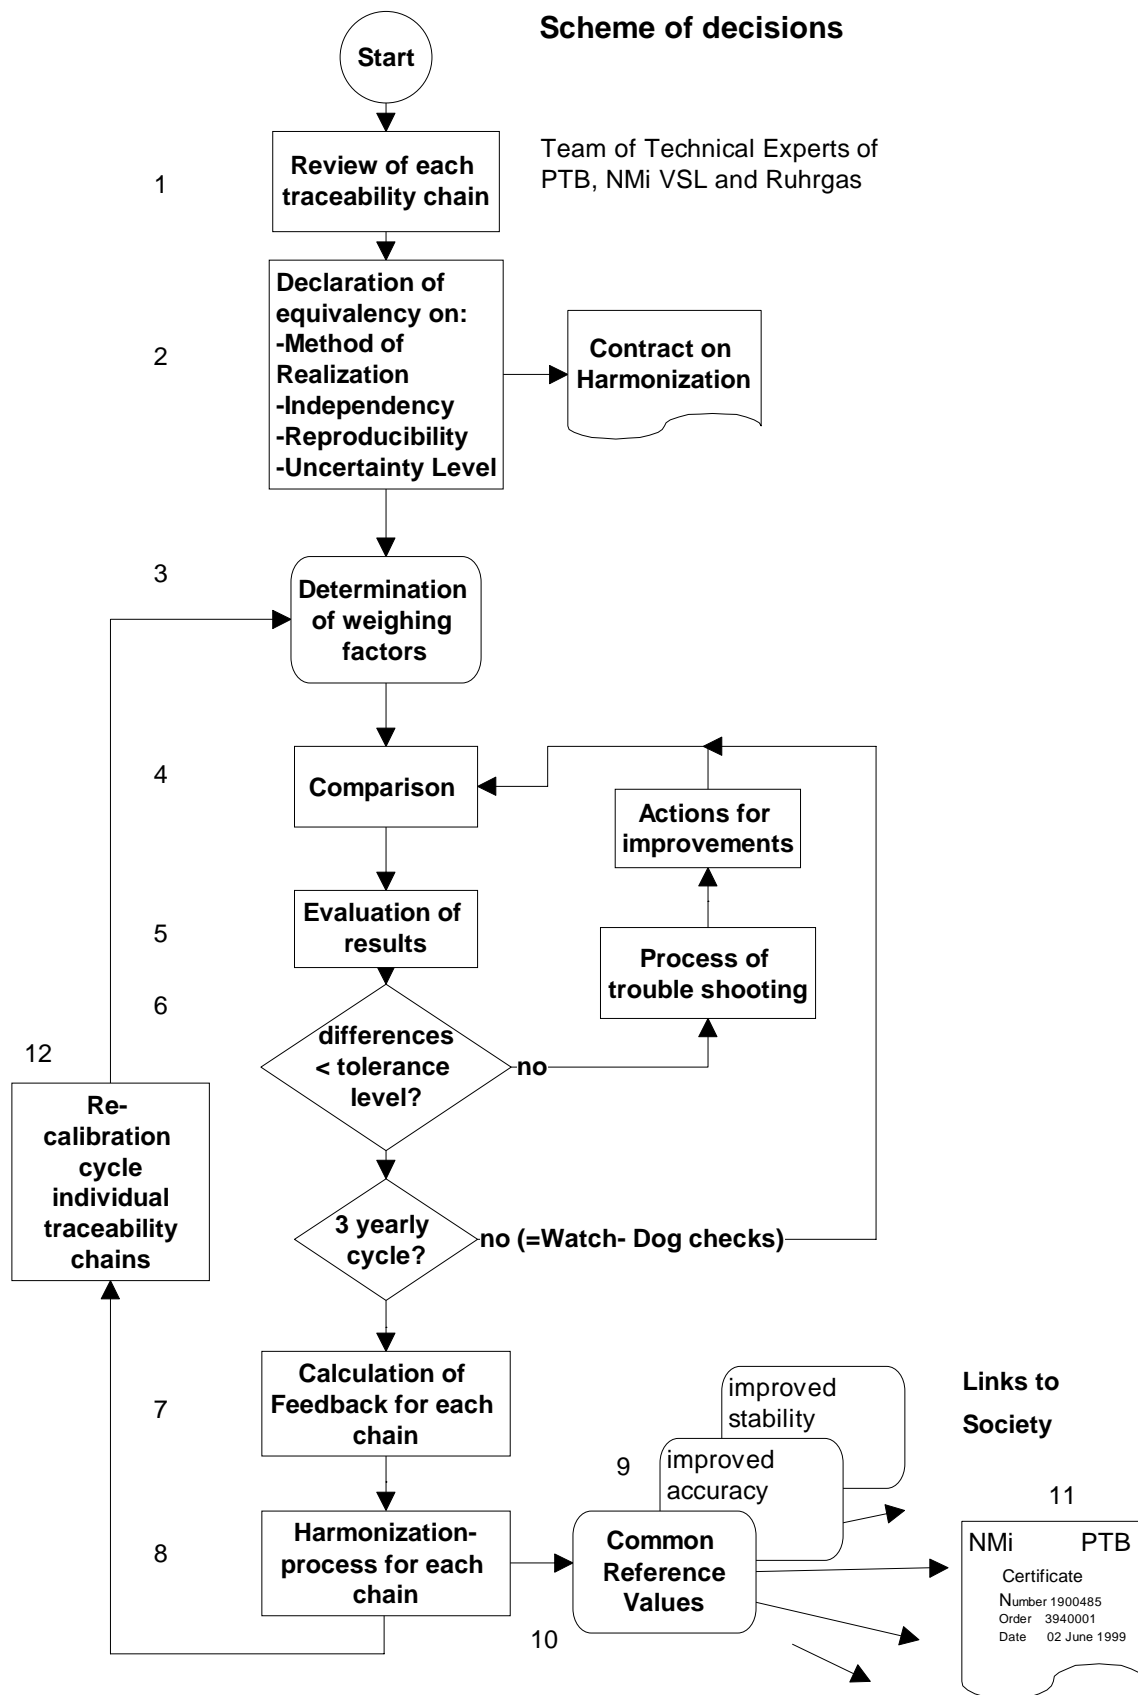 Scheme of decisions
Start
1
Review of each
traceability chain
Team of Technical Experts of
PTB, NMi VSL and Ruhrgas
2
Declaration of
equivalency on:
-Method of
Realization
-Independency
-Reproducibility
-Uncertainty Level
Contract on
Harmonization
3
Determination
of weighing
factors
4
Comparison
Actions for
improvements
5
Evaluation of
results
Process of
trouble shooting
6
differences
< tolerance
level?
no
12
Re-
calibration
cycle
individual
traceability
chains
3 yearly
cycle?
no (=Watch- Dog checks)
7
Calculation of
Feedback for each
chain
8
Harmonization-
process for each
chain
9
improved
stability
improved
accuracy
10
Common
Reference
Values
Links to
Society
11
NMi PTB
Certificate
Number 1900485
Order 3940001
Date 02 June 1999